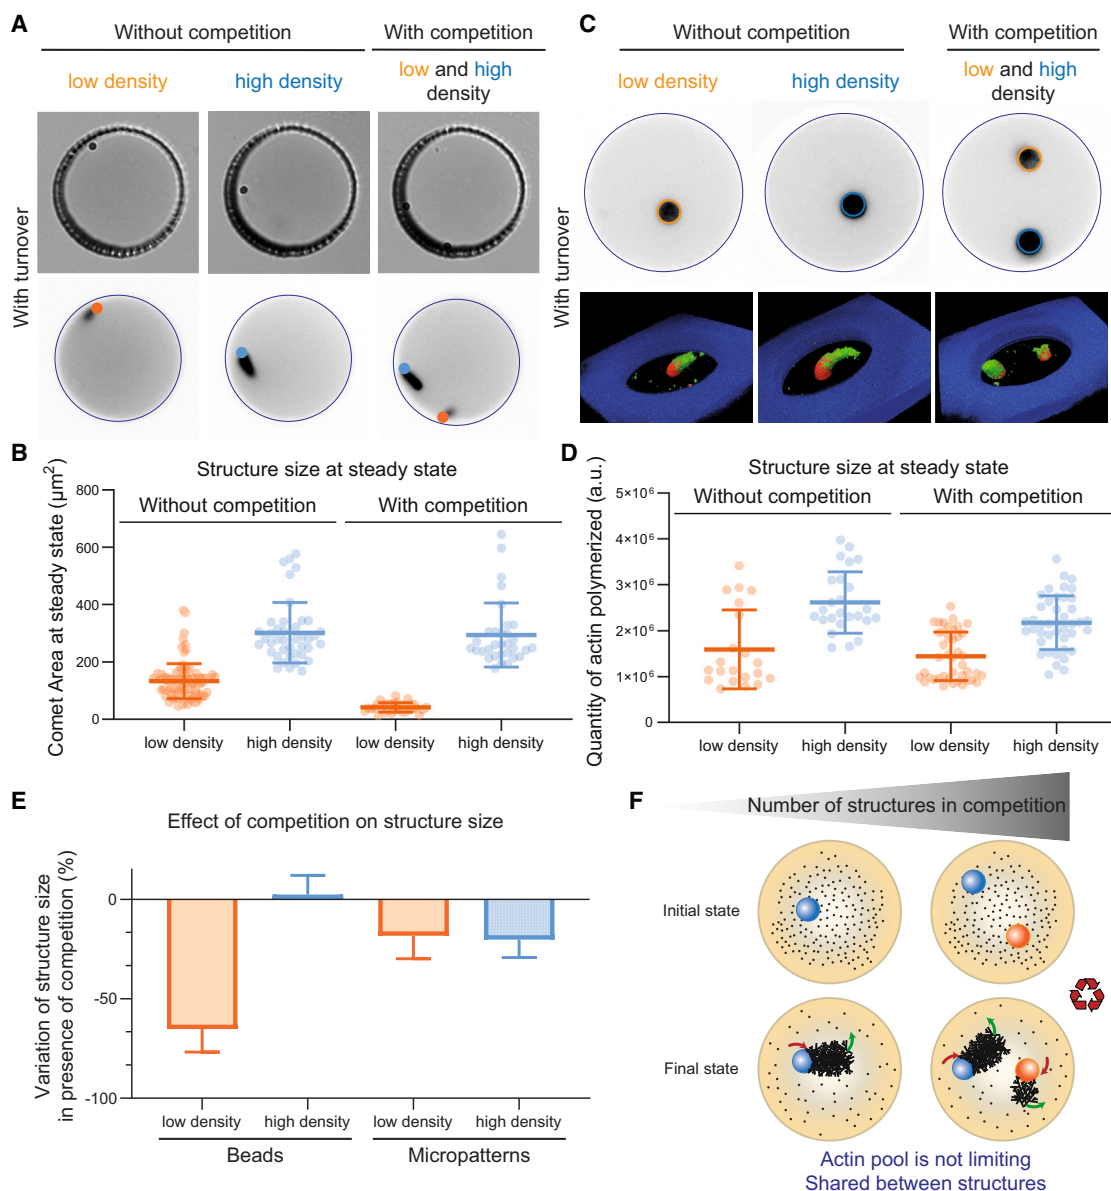 A
Without competition
With competition
low density
high density
low and high
density
With turnover
B
Structure size at steady state
Comet Area at steady state (μm²)
Without competition
With competition
800
600
400
200
0
low density
high density
low density
high density
C
Without competition
With competition
low density
high density
low and high
density
With turnover
D
Structure size at steady state
Quantity of actin polymerized (a.u.)
Without competition
With competition
5×10⁶
4×10⁶
3×10⁶
2×10⁶
1×10⁶
0
low density
high density
low density
high density
E
Effect of competition on structure size
Variation of structure size
in presence of competition (%)
0
-50
-100
low density
high density
low density
high density
Beads
Micropatterns
F
Number of structures in competition
Initial state
Final state
Actin pool is not limiting
Shared between structures